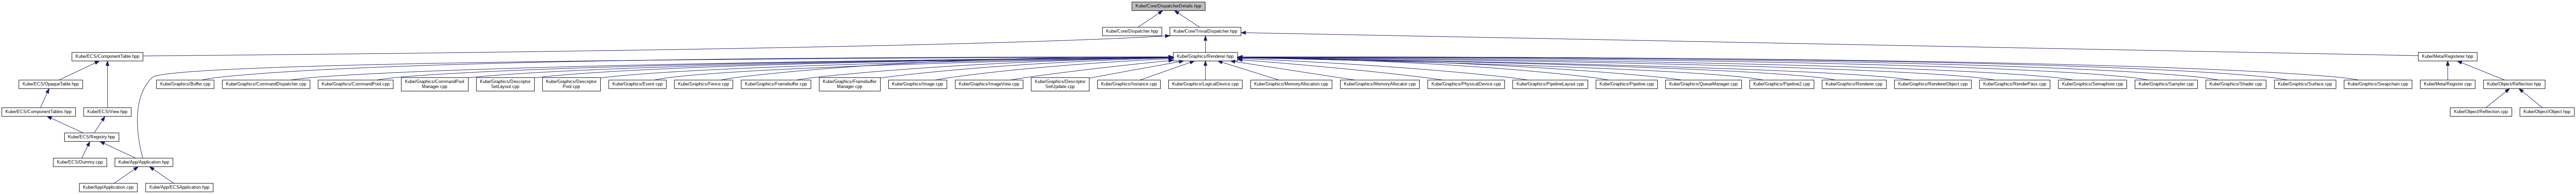 Kube/Core/DispatcherDetails.hpp
Kube/Core/Dispatcher.hpp
Kube/Core/TrivialDispatcher.hpp
Kube/ECS/ComponentTable.hpp
Kube/Graphics/Renderer.hpp
Kube/Meta/Registerer.hpp
Kube/ECS/OpaqueTable.hpp
Kube/Graphics/Buffer.cpp
Kube/Graphics/CommandDispatcher.cpp
Kube/Graphics/CommandPool.cpp
Kube/Graphics/CommandPool
Manager.cpp
Kube/Graphics/Descriptor
SetLayout.cpp
Kube/Graphics/Descriptor
Pool.cpp
Kube/Graphics/Event.cpp
Kube/Graphics/Fence.cpp
Kube/Graphics/Framebuffer.cpp
Kube/Graphics/Framebuffer
Manager.cpp
Kube/Graphics/Image.cpp
Kube/Graphics/ImageView.cpp
Kube/Graphics/Descriptor
SetUpdate.cpp
Kube/Graphics/Instance.cpp
Kube/Graphics/LogicalDevice.cpp
Kube/Graphics/MemoryAllocation.cpp
Kube/Graphics/MemoryAllocator.cpp
Kube/Graphics/PhysicalDevice.cpp
Kube/Graphics/PipelineLayout.cpp
Kube/Graphics/Pipeline.cpp
Kube/Graphics/QueueManager.cpp
Kube/Graphics/Pipeline2.cpp
Kube/Graphics/Renderer.cpp
Kube/Graphics/RenderObject.cpp
Kube/Graphics/RenderPass.cpp
Kube/Graphics/Semaphore.cpp
Kube/Graphics/Sampler.cpp
Kube/Graphics/Shader.cpp
Kube/Graphics/Surface.cpp
Kube/Graphics/Swapchain.cpp
Kube/Meta/Register.cpp
Kube/Object/Reflection.hpp
Kube/ECS/ComponentTables.hpp
Kube/ECS/View.hpp
Kube/Object/Reflection.cpp
Kube/Object/Object.hpp
Kube/ECS/Registry.hpp
Kube/ECS/Dummy.cpp
Kube/App/Application.hpp
Kube/App/Application.cpp
Kube/App/ECSApplication.hpp